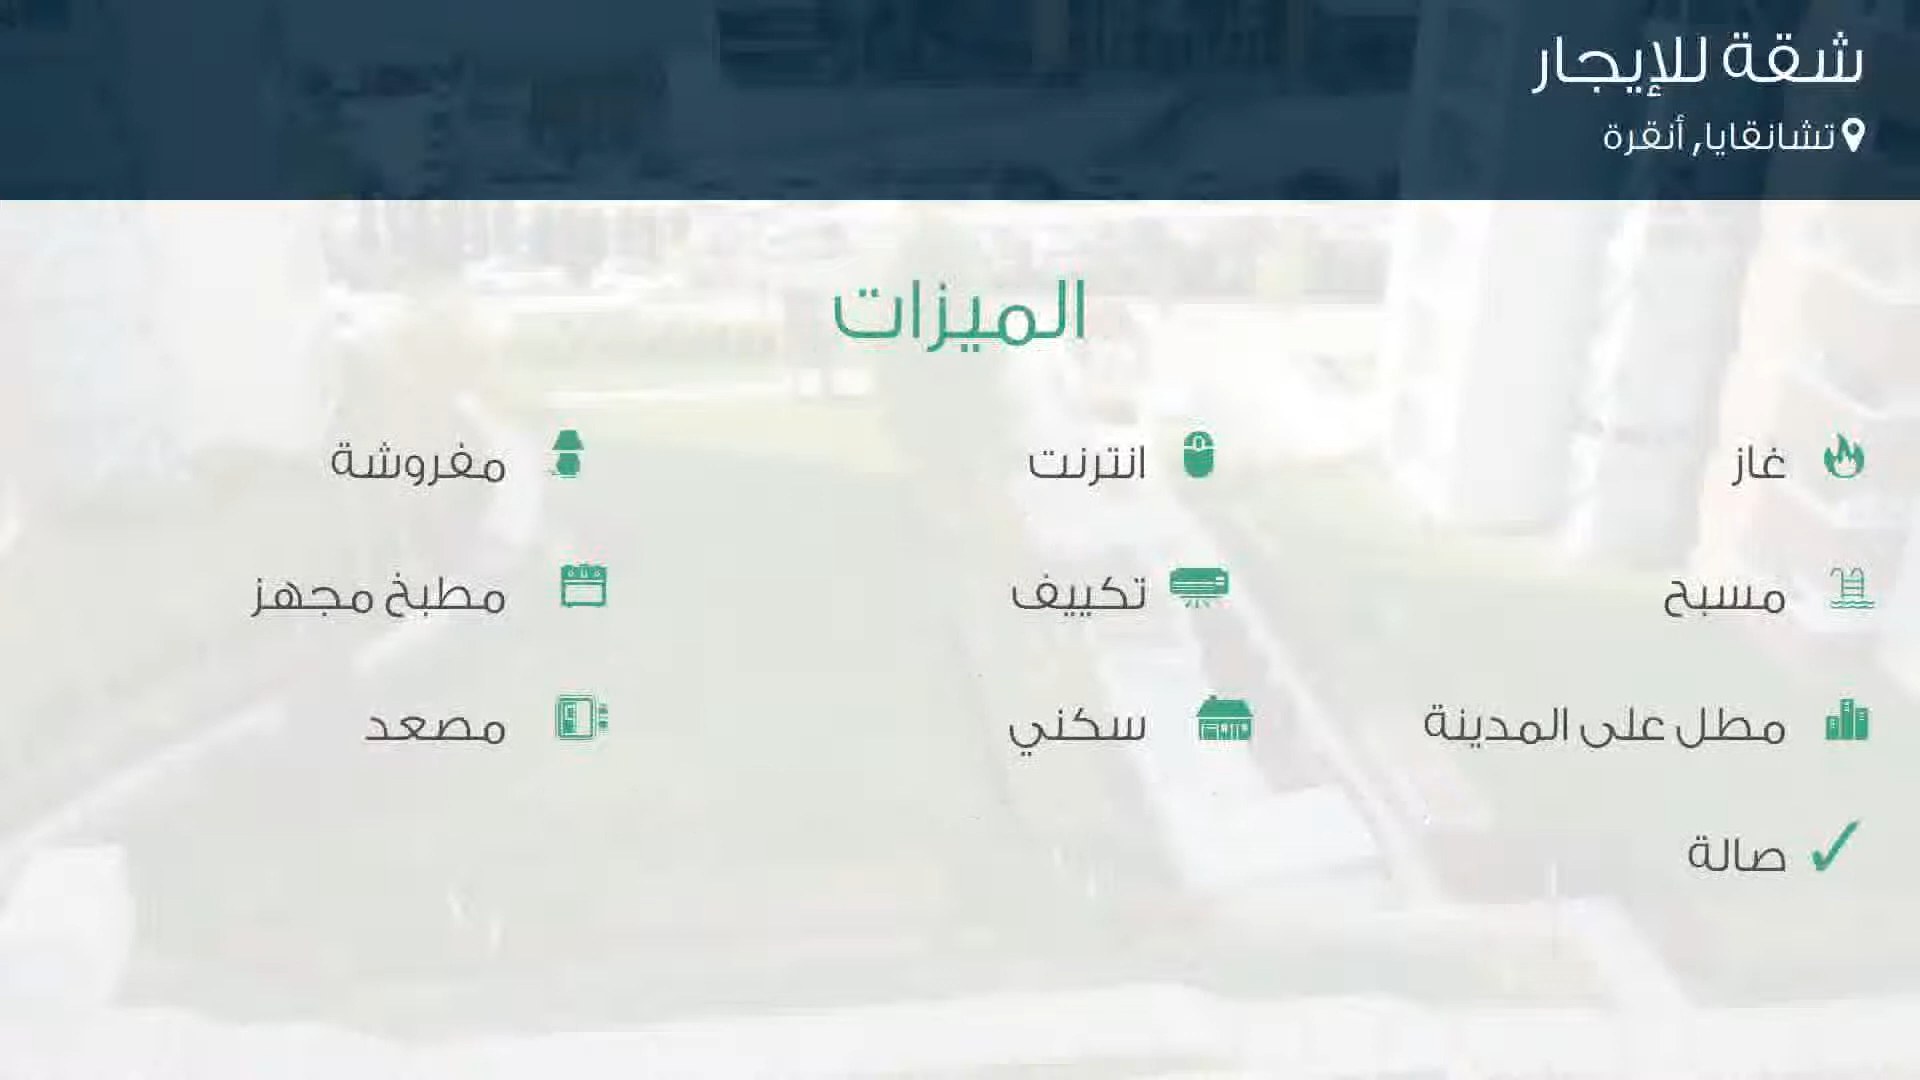 شقة للإيجار
تشانقايا, أنقرة
الميزات
غاز
انترنت
مفروشة
مسبح
تكييف
مطبخ مجهز
مطل على المدينة
سكني
مصعد
صالة